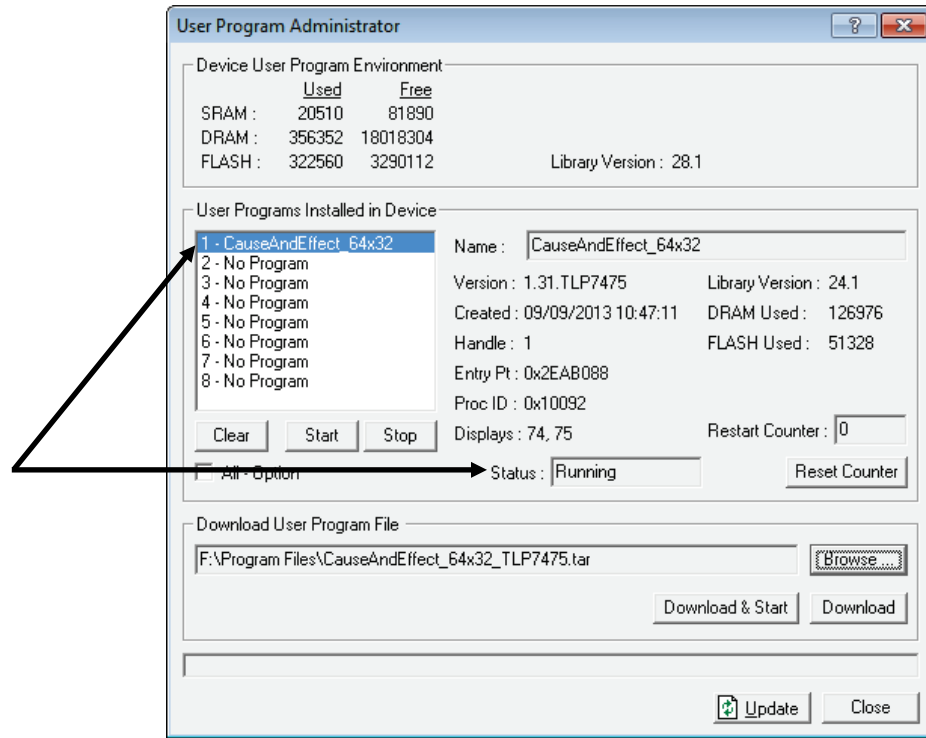 User Program Administrator
Device User Program Environment
Used Free
SRAM : 20510 81890
DRAM : 356352 18018304
FLASH : 322560 3290112 Library Version : 28.1
User Programs Installed in Device
1 - CauseAndEffect_64x32
2 - No Program
3 - No Program
4 - No Program
5 - No Program
6 - No Program
7 - No Program
8 - No Program
Name : CauseAndEffect_64x32
Version : 1.31.TLP7475 Library Version : 24.1
Created : 09/09/2013 10:47:11 DRAM Used : 126976
Handle : 1 FLASH Used : 51328
Entry Pt : 0x2EAB088
Proc ID : 0x10092
Clear Start Stop Displays : 74, 75 Restart Counter : 0
All - Option Status : Running Reset Counter
Download User Program File
F:\Program Files\CauseAndEffect_64x32_TLP7475.tar Browse ...
Download & Start Download
Update Close